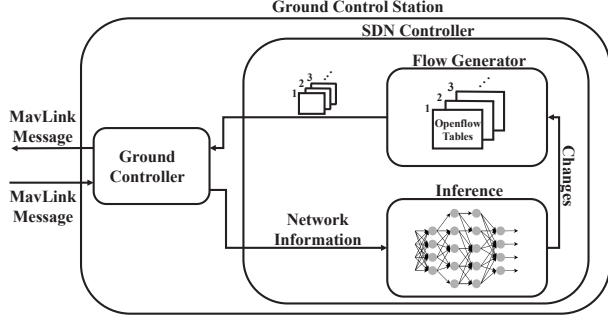 Ground Control Station
SDN Controller
Flow Generator
1 2 3 ...
1 2 3 ...
Openflow
Tables
MavLink
Message
Ground
Controller
MavLink
Message
Changes
Inference
Network
Information